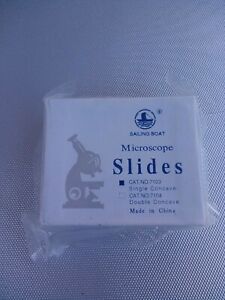 SAILING BOAT
®
Microscope
Slides
CAT.NO.7103
Single Concave
CAT.NO.7104
Double Concave
Made in China